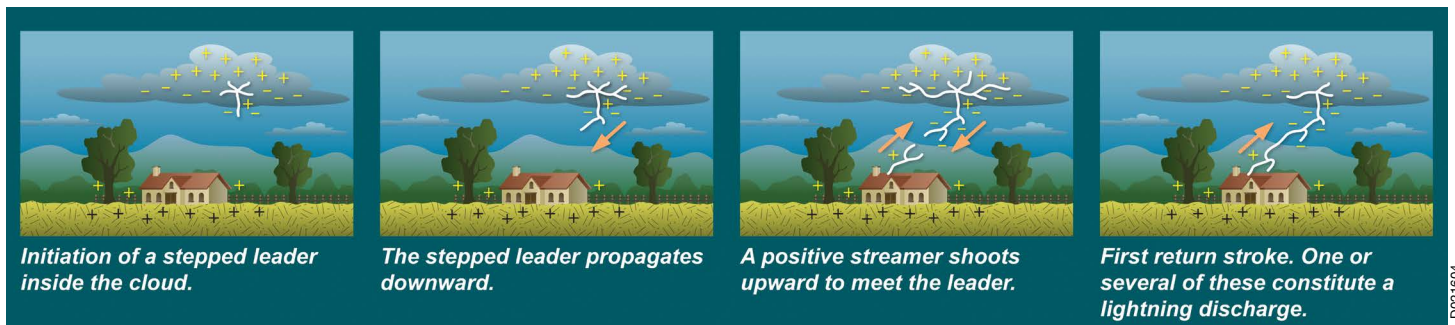 Initiation of a stepped leader
inside the cloud.
The stepped leader propagates
downward.
A positive streamer shoots
upward to meet the leader.
First return stroke. One or
several of these constitute a
lightning discharge.